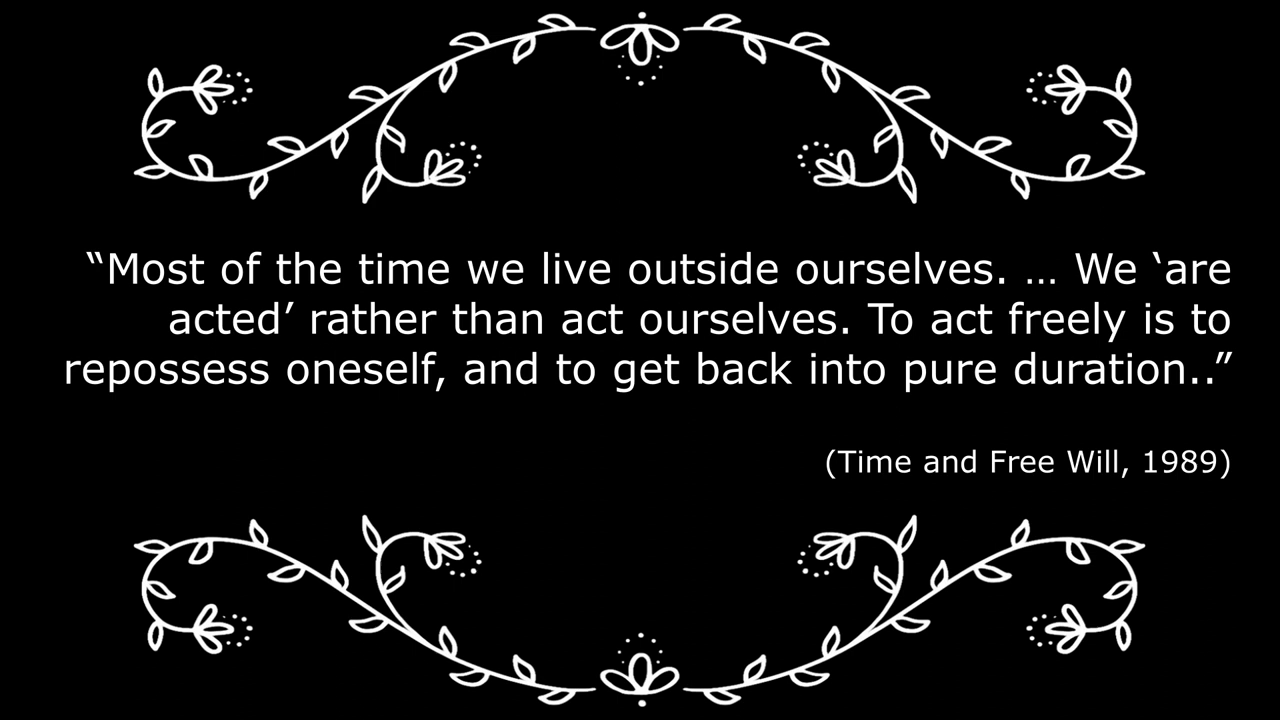 “Most of the time we live outside ourselves. … We ‘are
acted’ rather than act ourselves. To act freely is to
repossess oneself, and to get back into pure duration..”
(Time and Free Will, 1989)